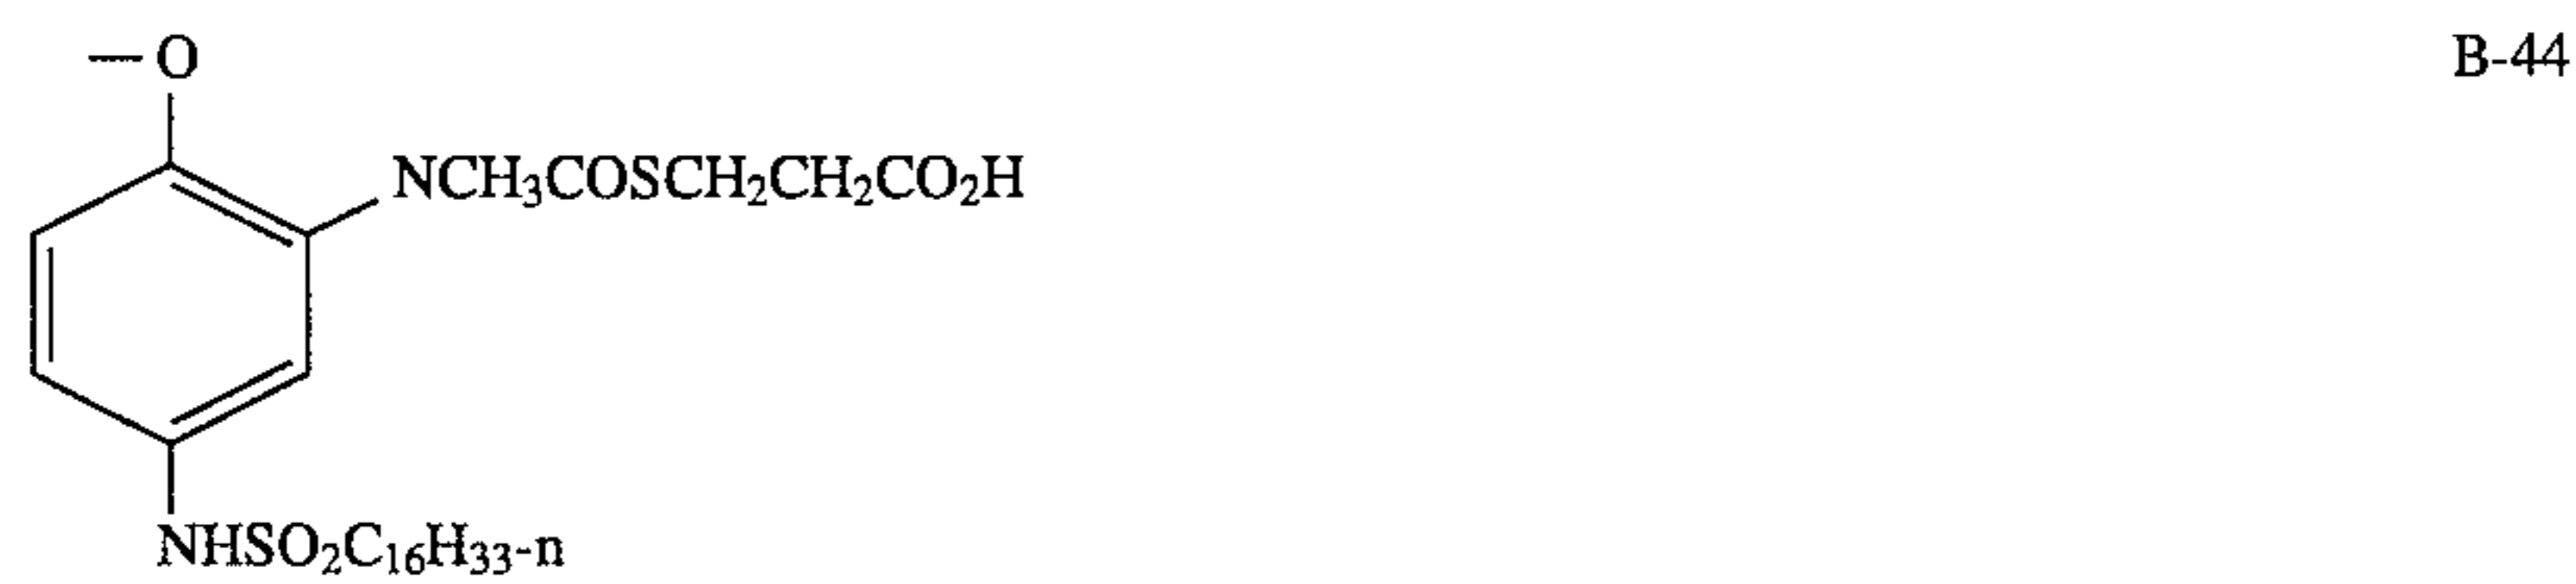 —O B-44
NCH₃COSCH₂CH₂CO₂H
NHSO₂C₁₆H₃₃-n